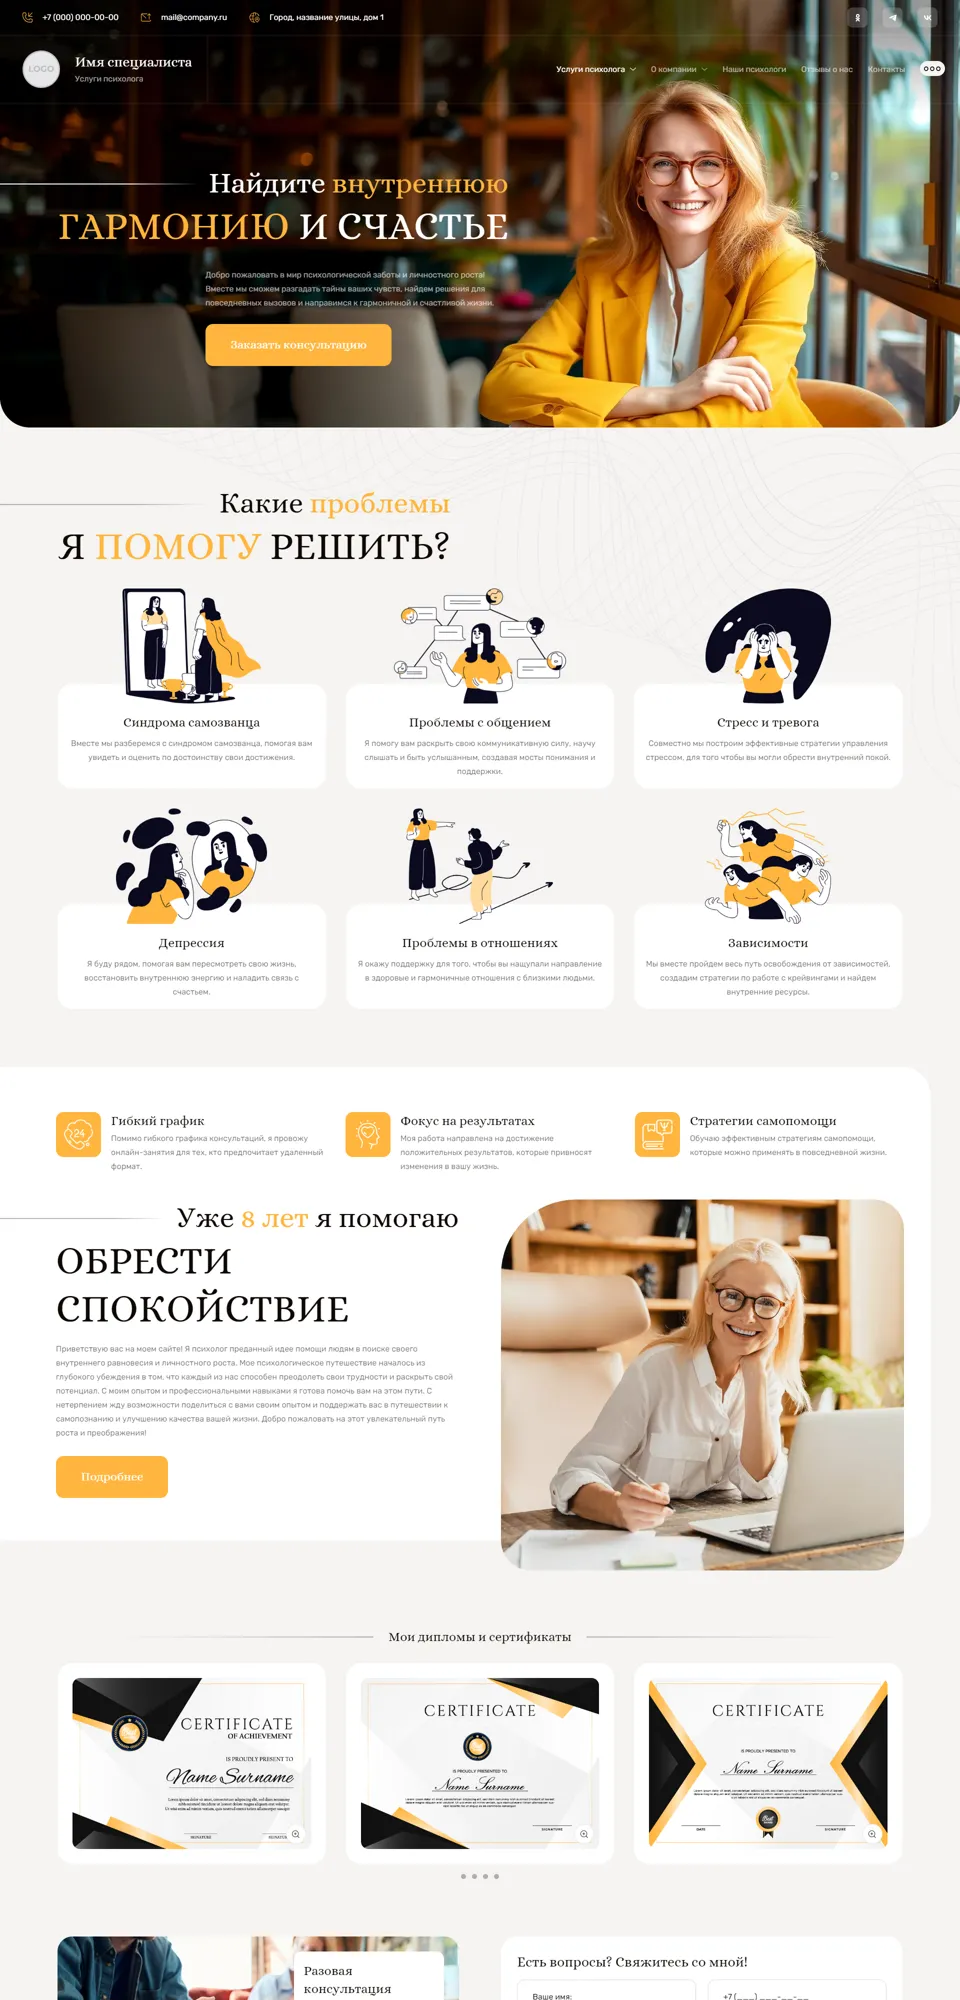 +7 (000) 000-00-00
mail@company.ru
Город, название улицы, дом 1
LOGO
Имя специалиста
Услуги психолога
Услуги психолога
О компании
Наши психологи
Отзывы о нас
Контакты
Найдите внутреннюю
ГАРМОНИЮ И СЧАСТЬЕ
Добро пожаловать в мир психологической заботы и личностного роста!
Вместе мы сможем разгадать тайны ваших чувств, найдем решения для
повседневных вызовов и направимся к гармоничной и счастливой жизни.
Заказать консультацию
Какие проблемы
Я ПОМОГУ РЕШИТЬ?
Синдрома самозванца
Вместе мы разберемся с синдромом самозванца, помогая вам
увидеть и оценить по достоинству свои достижения.
Проблемы с общением
Я помогу вам раскрыть свою коммуникативную силу, научу
слышать и быть услышанным, создавая мосты понимания и
поддержки.
Стресс и тревога
Совместно мы построим эффективные стратегии управления
стрессом, для того чтобы вы могли обрести внутренний покой.
Депрессия
Я буду рядом, помогая вам пересмотреть свою жизнь,
восстановить внутреннюю энергию и наладить связь с
счастьем.
Проблемы в отношениях
Я окажу поддержку для того, чтобы вы нащупали направление
в здоровые и гармоничные отношения с близкими людьми.
Зависимости
Мы вместе пройдем весь путь освобождения от зависимостей,
создадим стратегии по работе с крейвингами и найдем
внутренние ресурсы.
24
Гибкий график
Помимо гибкого графика консультаций, я провожу
онлайн-занятия для тех, кто предпочитает удаленный
формат.
Фокус на результатах
Моя работа направлена на достижение
положительных результатов, которые привносят
изменения в вашу жизнь.
Стратегии самопомощи
Обучаю эффективным стратегиям самопомощи,
которые можно применять в повседневной жизни.
Уже 8 лет я помогаю
ОБРЕСТИ
СПОКОЙСТВИЕ
Приветствую вас на моем сайте! Я психолог преданный идее помощи людям в поиске своего
внутреннего равновесия и личностного роста. Мое психологическое путешествие началось из
глубокого убеждения в том, что каждый из нас способен преодолеть свои трудности и раскрыть свой
потенциал. С моим опытом и профессиональными навыками я готова помочь вам на этом пути. С
нетерпением жду возможности поделиться с вами своим опытом и поддержать вас в путешествии к
самопознанию и улучшению качества вашей жизни. Добро пожаловать на этот увлекательный путь
роста и преображения!
Подробнее
Мои дипломы и сертификаты
CERTIFICATE
OF ACHIEVEMENT
IS PROUDLY PRESENT TO
Name Surname
SIGNATURE
CERTIFICATE
IS PROUDLY PRESENTED TO
Name Surname
SIGNATURE
CERTIFICATE
IS PROUDLY PRESENTED TO
Name Surname
DATE
Best
SIGNATURE
Разовая
консультация
Есть вопросы? Свяжитесь со мной!
Ваше имя:
+7 (___) ___-__-__